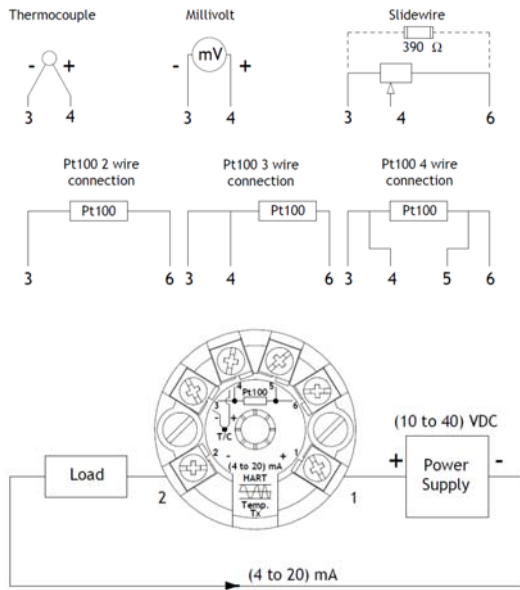 Thermocouple
Millivolt
Slidewire
390 Ω
- +
- mV +
3 4
3 4
3 4 6
Pt100 2 wire
connection
Pt100 3 wire
connection
Pt100 4 wire
connection
Pt100
Pt100
Pt100
3 6
3 4 6
3 4 5 6
4 5
Pt100
3 6
- +
T/C
2 - + 1
(4 to 20) mA
HART
Temp.
Tx
(10 to 40) VDC
Load
2
1
+ Power -
Supply
(4 to 20) mA